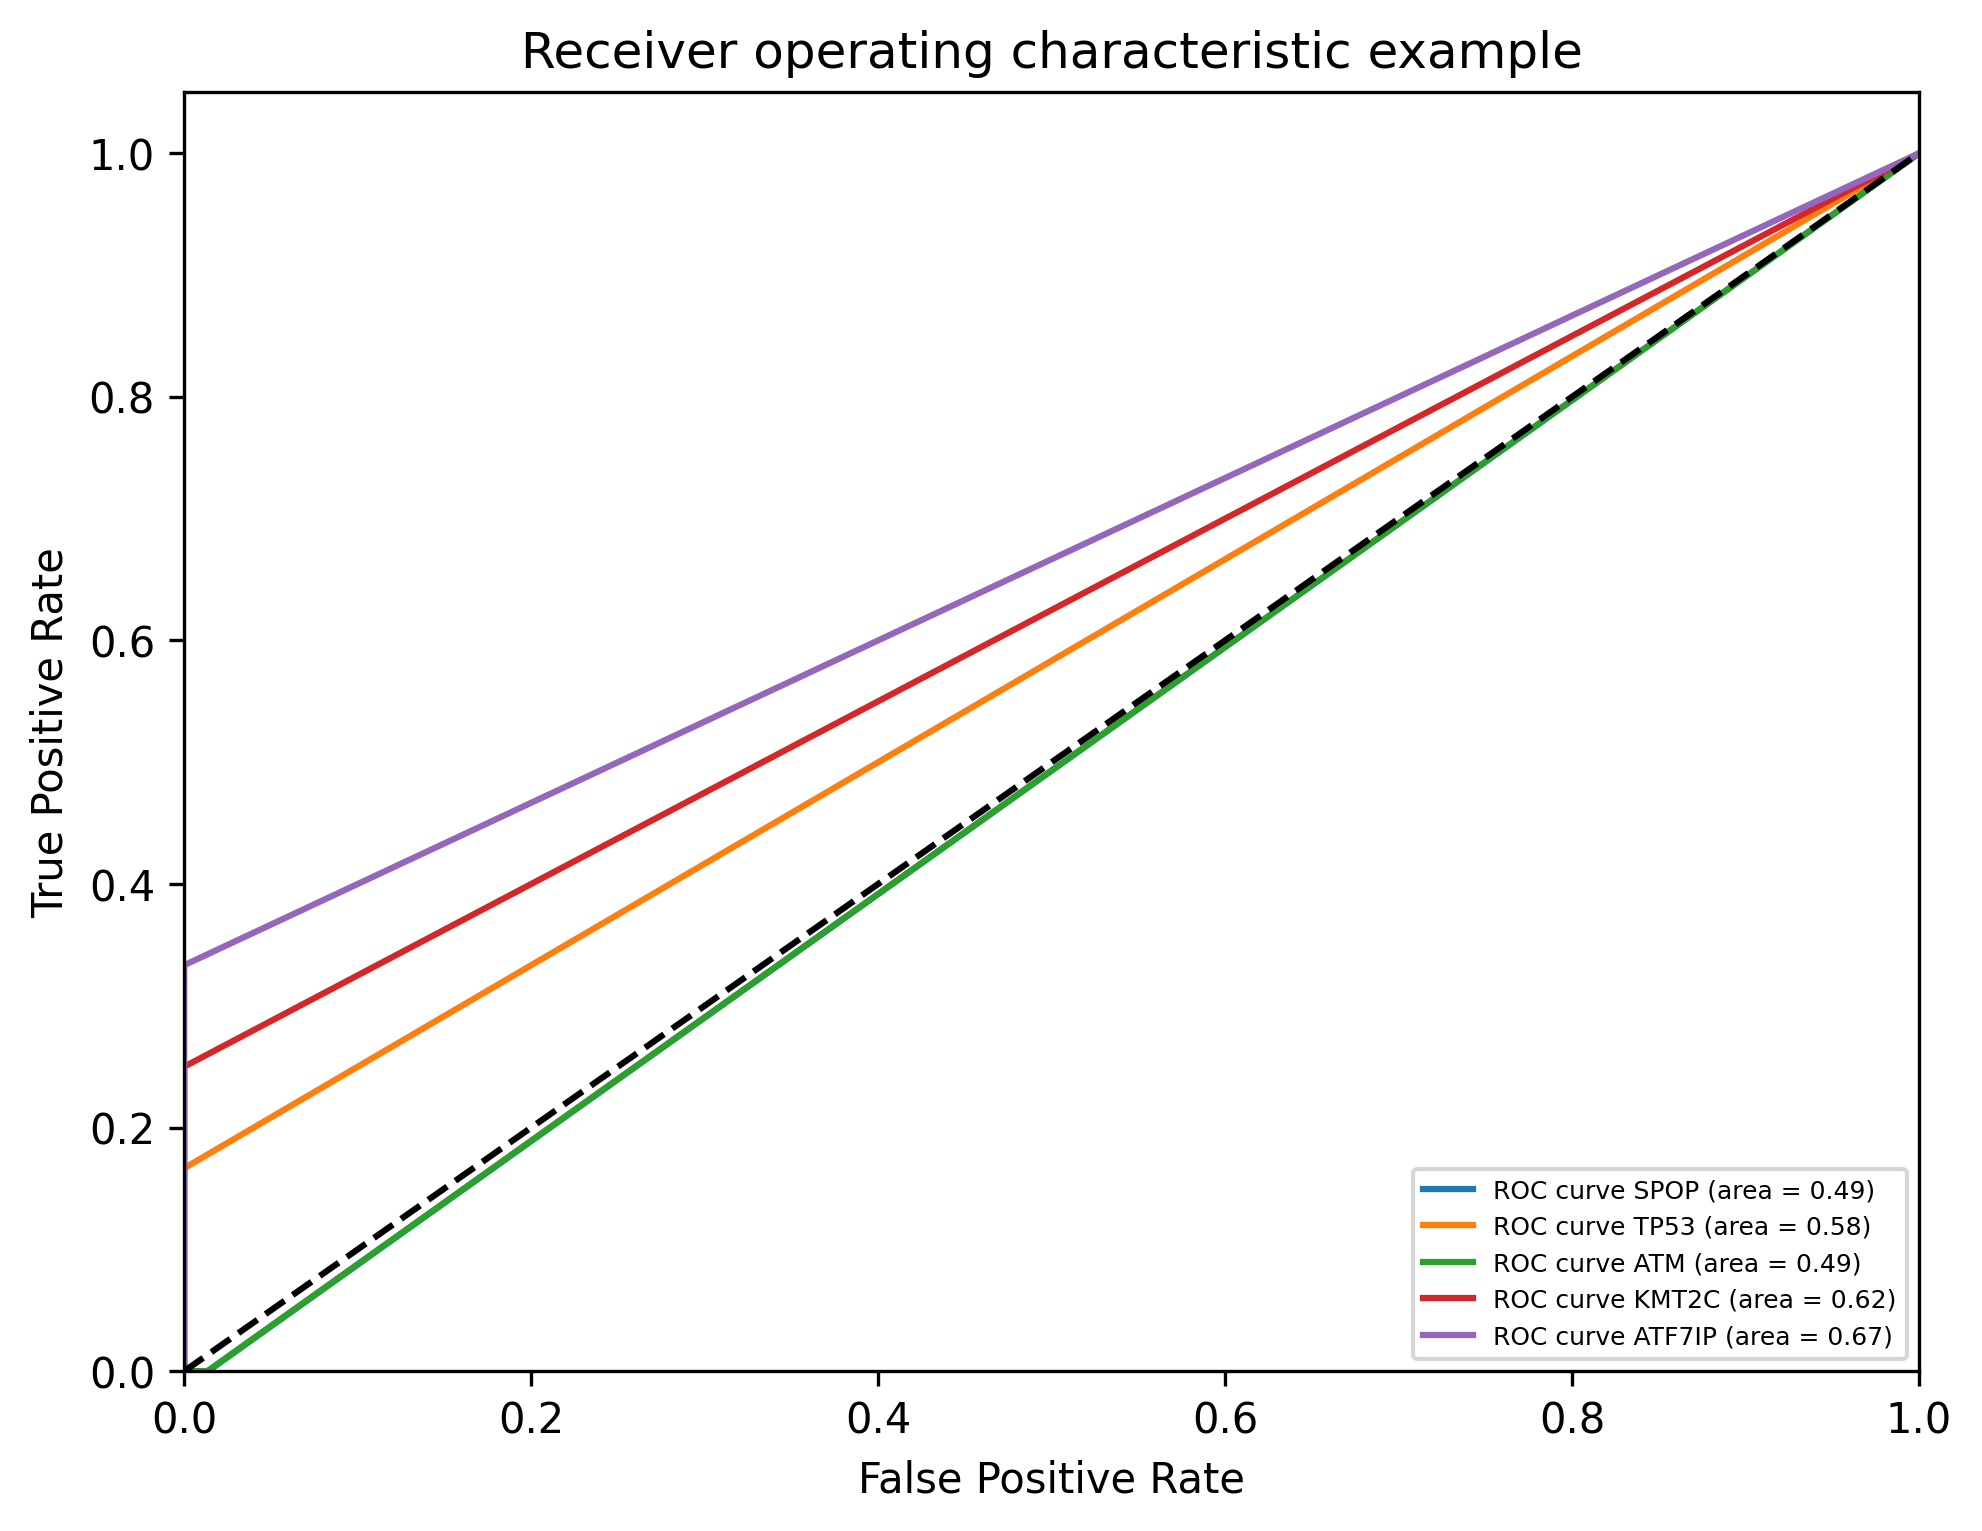 Receiver operating characteristic example
True Positive Rate
1.0
0.8
0.6
0.4
0.2
0.0
ROC curve SPOP (area = 0.49)
ROC curve TP53 (area = 0.58)
ROC curve ATM (area = 0.49)
ROC curve KMT2C (area = 0.62)
ROC curve ATF7IP (area = 0.67)
0.0 0.2 0.4 0.6 0.8 1.0
False Positive Rate